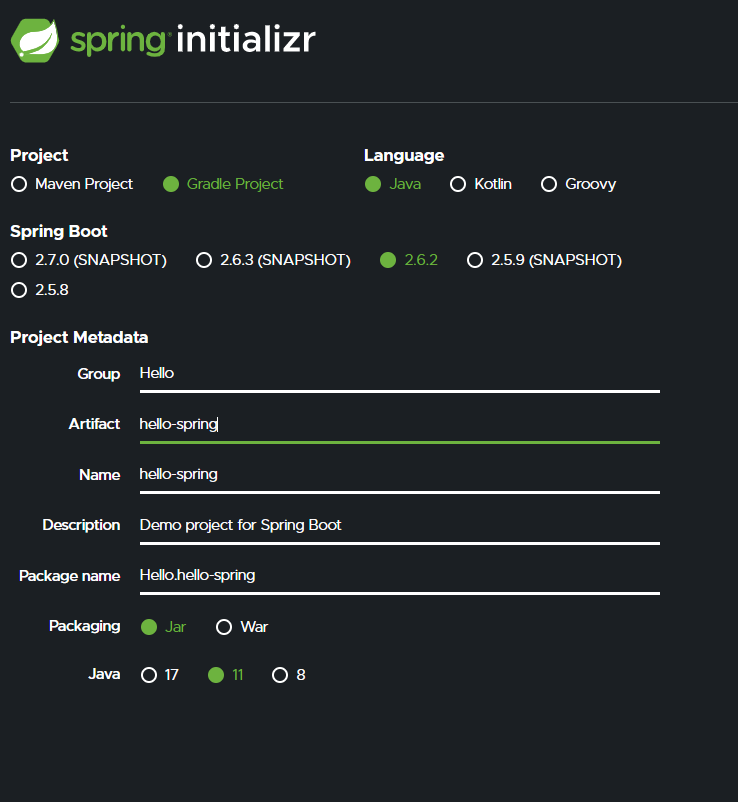 spring initializr
Project
Language
Maven Project Gradle Project
Java Kotlin Groovy
Spring Boot
2.7.0 (SNAPSHOT) 2.6.3 (SNAPSHOT) 2.6.2 2.5.9 (SNAPSHOT)
2.5.8
Project Metadata
Group Hello
Artifact hello-spring
Name hello-spring
Description Demo project for Spring Boot
Package name Hello.hello-spring
Packaging Jar War
Java 17 11 8